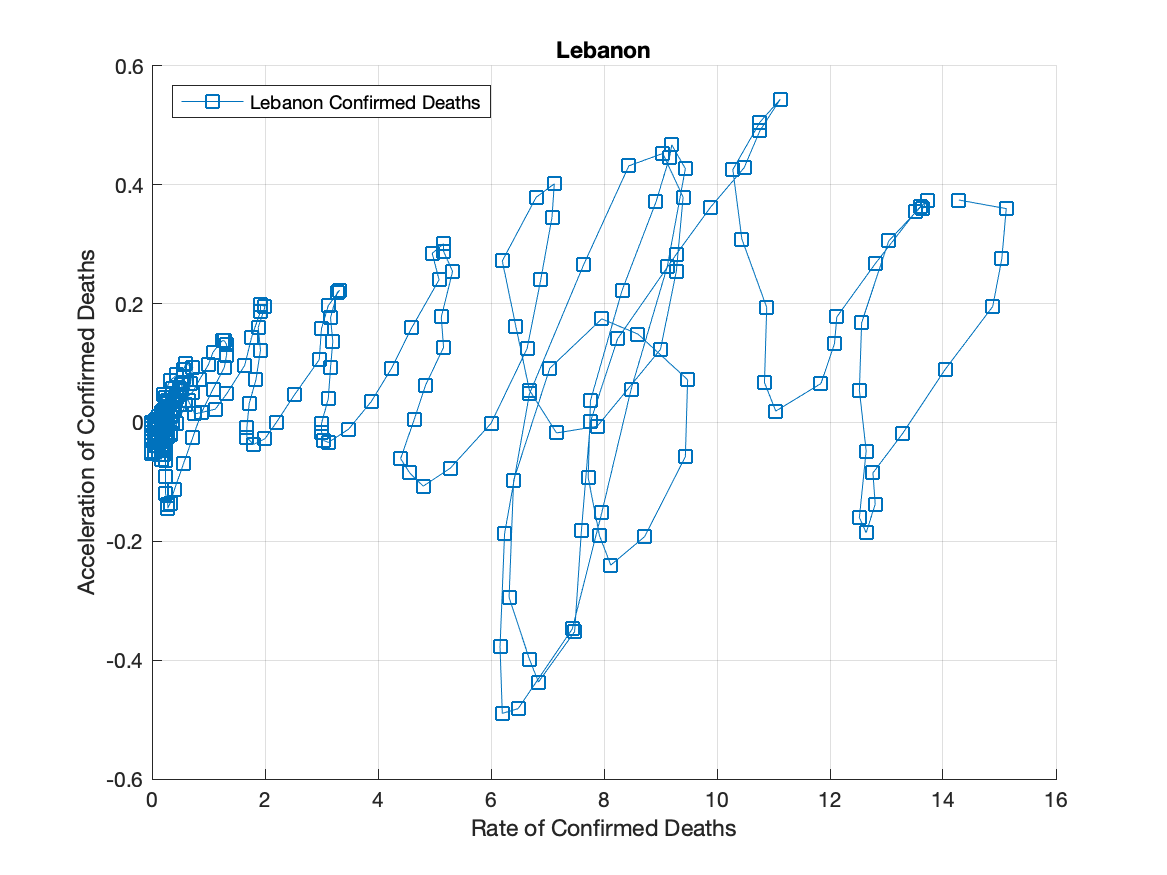 Lebanon
0.6
Lebanon Confirmed Deaths
0.4
0.2
0
-0.2
-0.4
-0.6
Acceleration of Confirmed Deaths
0 2 4 6 8 10 12 14 16
Rate of Confirmed Deaths